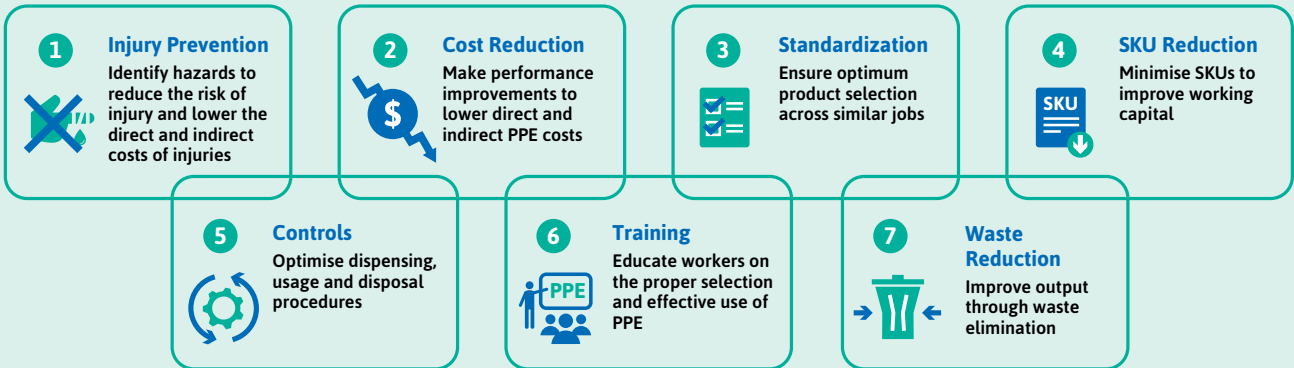 1
Injury Prevention
Identify hazards to
reduce the risk of
injury and lower the
direct and indirect
costs of injuries
2
$
Cost Reduction
Make performance
improvements to
lower direct and
indirect PPE costs
3
Standardization
Ensure optimum
product selection
across similar jobs
4
SKU
SKU Reduction
Minimise SKUs to
improve working
capital
5
Controls
Optimise dispensing,
usage and disposal
procedures
6
PPE
Training
Educate workers on
the proper selection
and effective use of
PPE
7
Waste
Reduction
Improve output
through waste
elimination